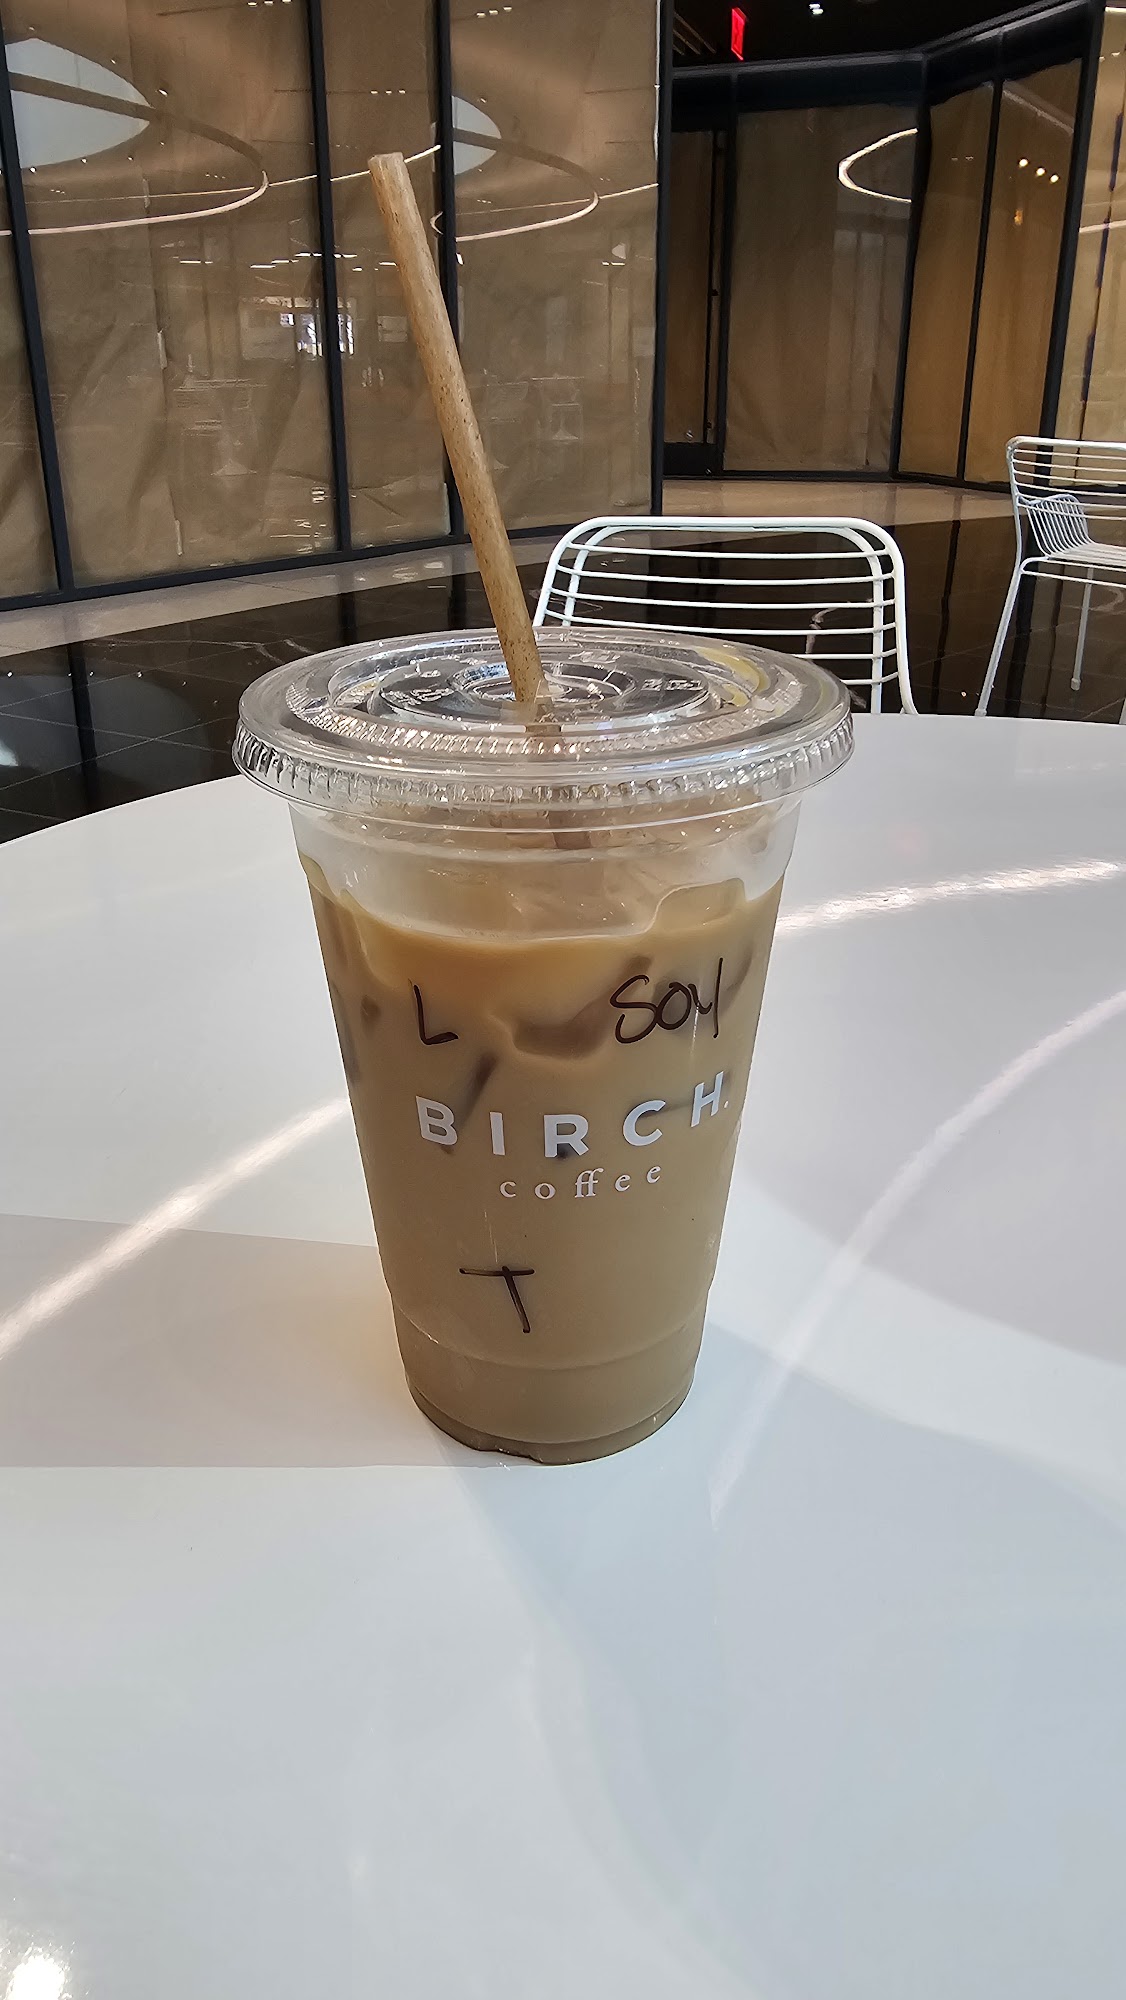 L SOY
BIRCH.
coffee
T